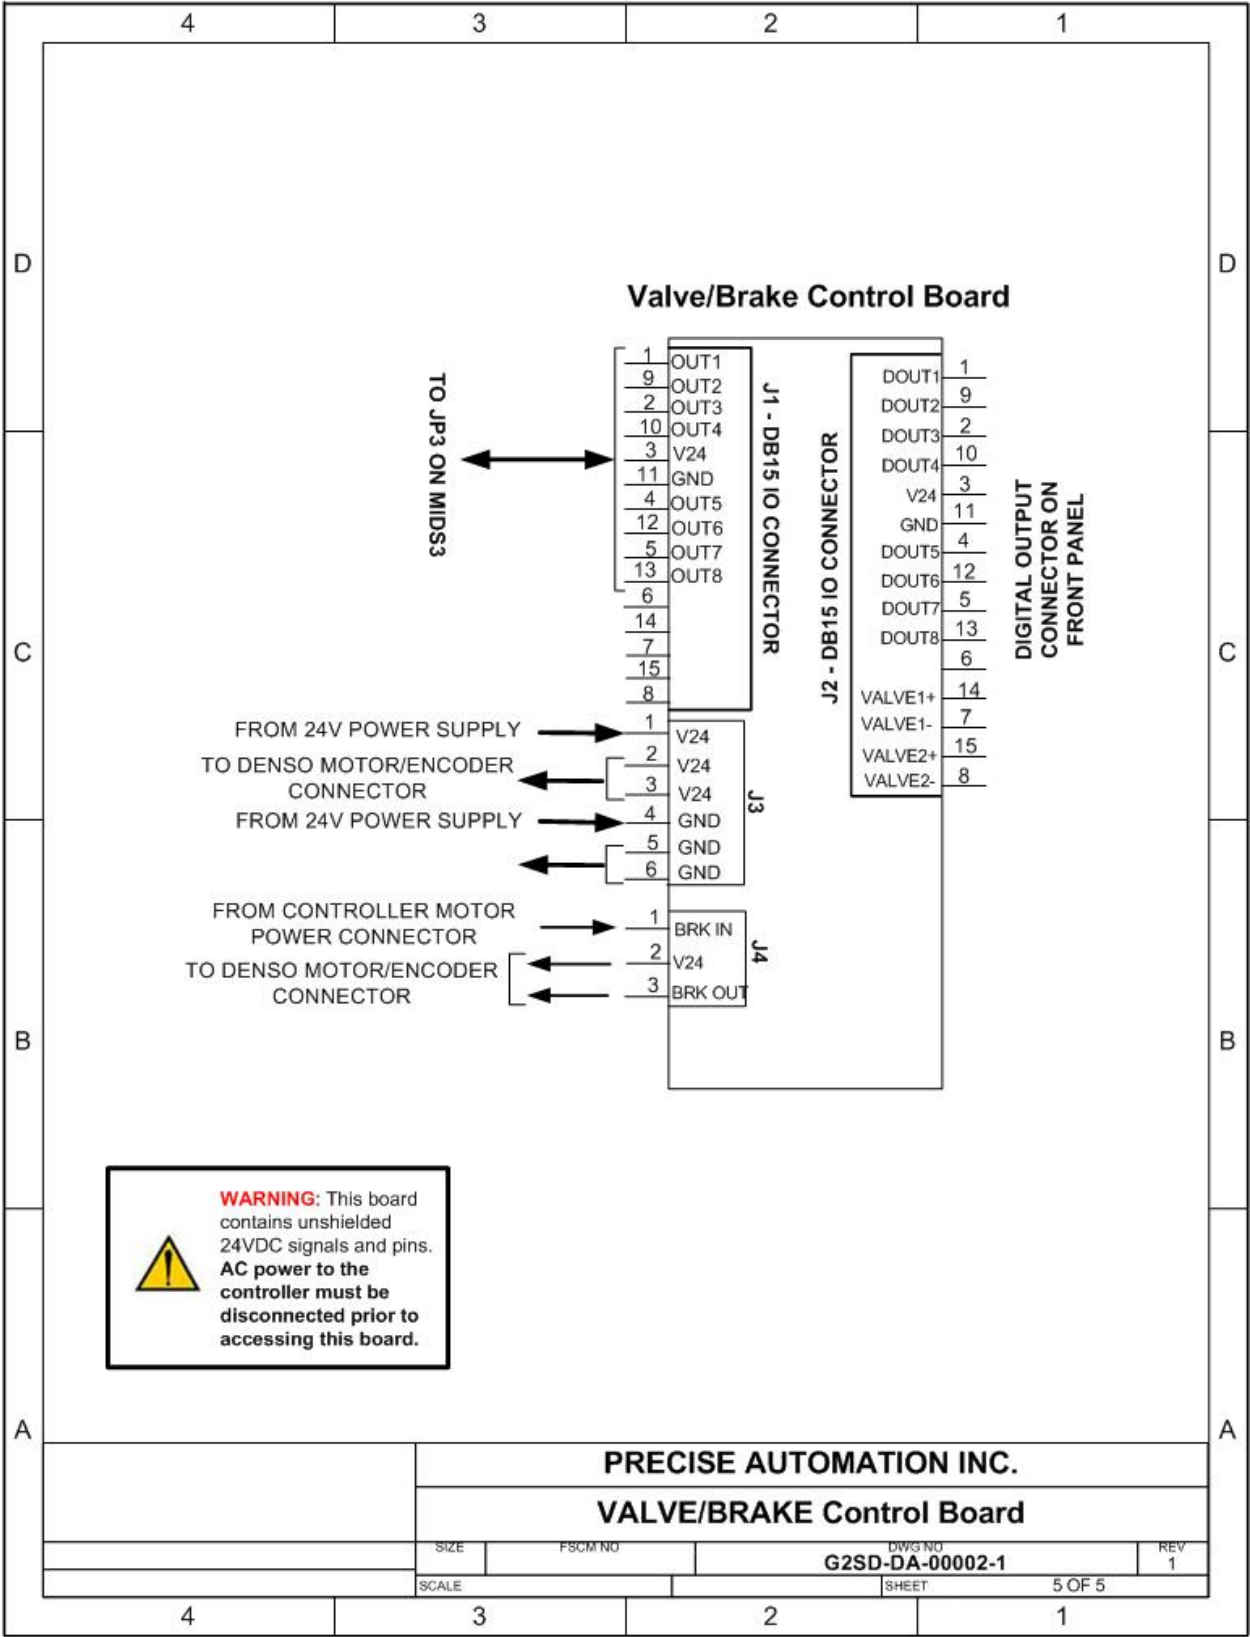 4 3 2 1
D D
Valve/Brake Control Board
TO JP3 ON MIDS3
1 OUT1
9 OUT2
2 OUT3
10 OUT4
3 V24
11 GND
4 OUT5
12 OUT6
5 OUT7
13 OUT8
6
14
7
15
8
J1 - DB15 IO CONNECTOR
J2 - DB15 IO CONNECTOR
DOUT1 1
DOUT2 9
DOUT3 2
DOUT4 10
V24 3
GND 11
DOUT5 4
DOUT6 12
DOUT7 5
DOUT8 13
6
VALVE1+ 14
VALVE1- 7
VALVE2+ 15
VALVE2- 8
DIGITAL OUTPUT
CONNECTOR ON
FRONT PANEL
C C
FROM 24V POWER SUPPLY
TO DENSO MOTOR/ENCODER
CONNECTOR
FROM 24V POWER SUPPLY
1 V24
2 V24
3 V24
4 GND
5 GND
6 GND
J3
FROM CONTROLLER MOTOR
POWER CONNECTOR
TO DENSO MOTOR/ENCODER
CONNECTOR
1 BRK IN
2 V24
3 BRK OUT
J4
B B
WARNING: This board
contains unshielded
24VDC signals and pins.
AC power to the
controller must be
disconnected prior to
accessing this board.
A A
PRECISE AUTOMATION INC.
VALVE/BRAKE Control Board
SIZE FSCM NO DWG NO REV
G2SD-DA-00002-1 1
SCALE SHEET 5 OF 5
4 3 2 1